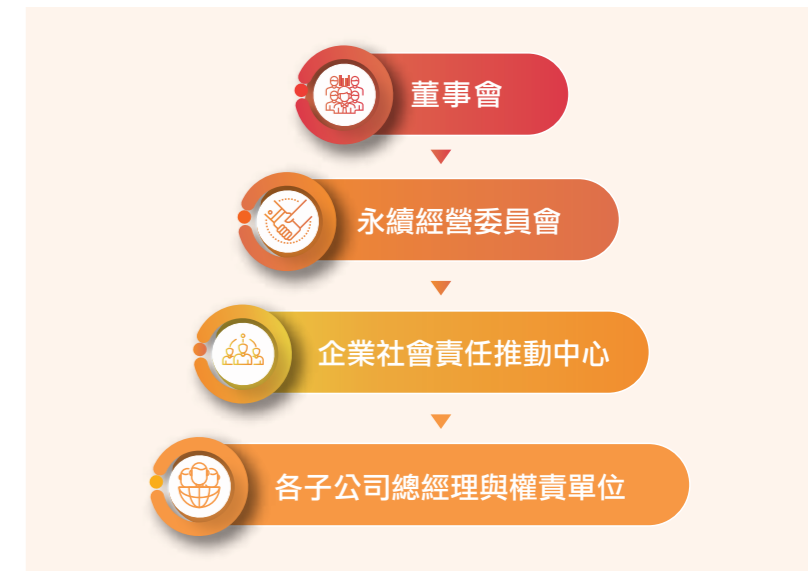 董事會
永續經營委員會
企業社會責任推動中心
各子公司總經理與權責單位